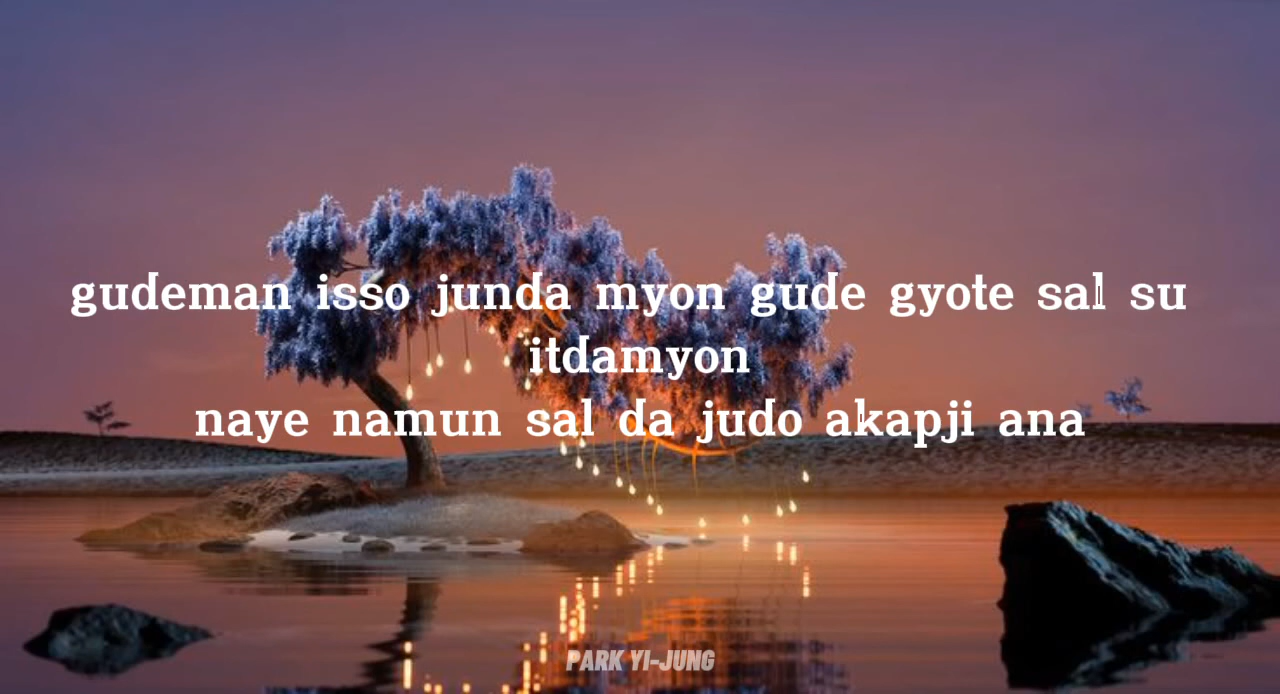 gudeman isso junda myon gude gyote sal su
itdamyon
naye namun sal da judo akapji ana
PARK YI-JUNG